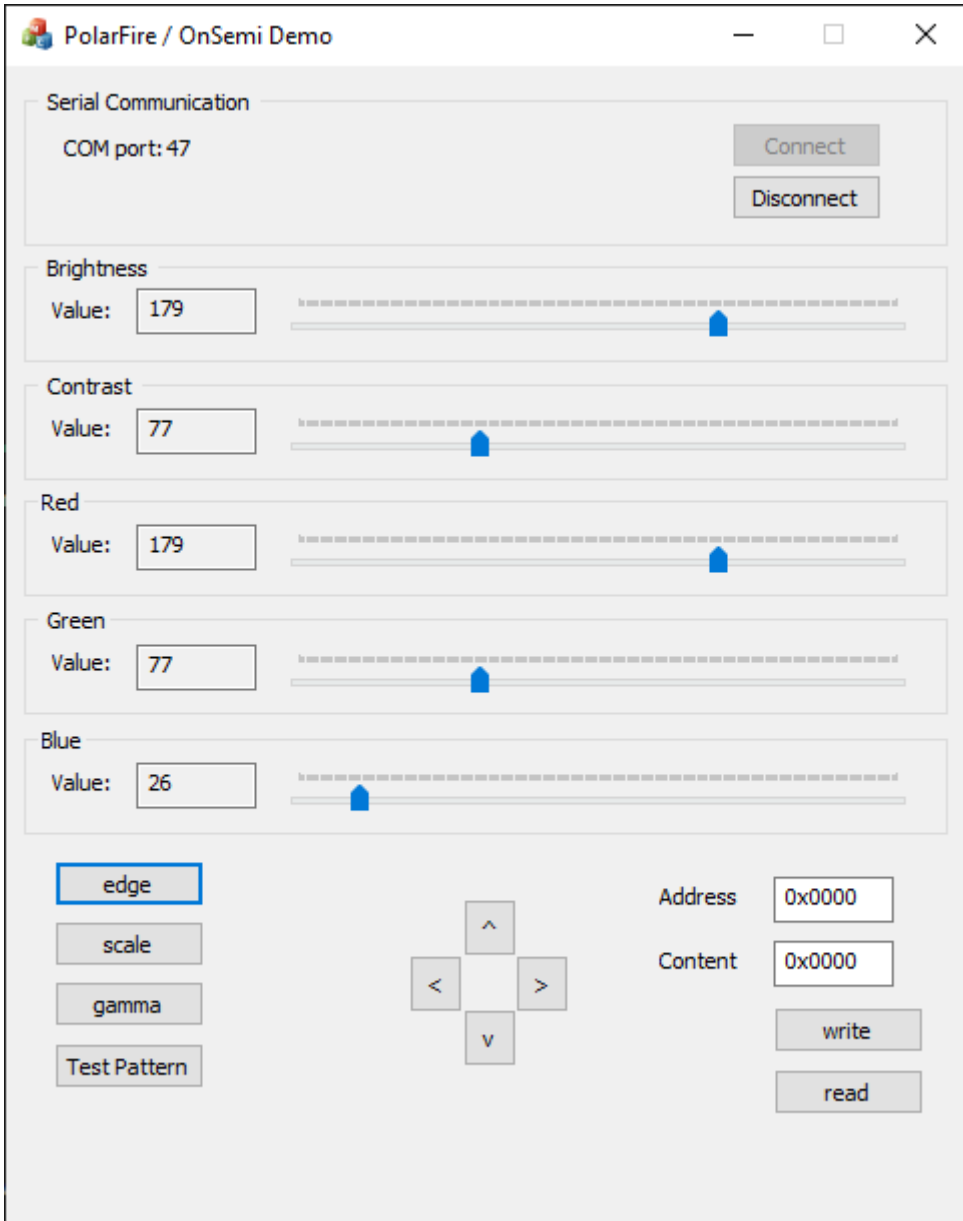 PolarFire / OnSemi Demo
Serial Communication
COM port: 47
Connect
Disconnect
Brightness
Value: 179
Contrast
Value: 77
Red
Value: 179
Green
Value: 77
Blue
Value: 26
edge
scale
gamma
Test Pattern
^
< >
v
Address 0x0000
Content 0x0000
write
read